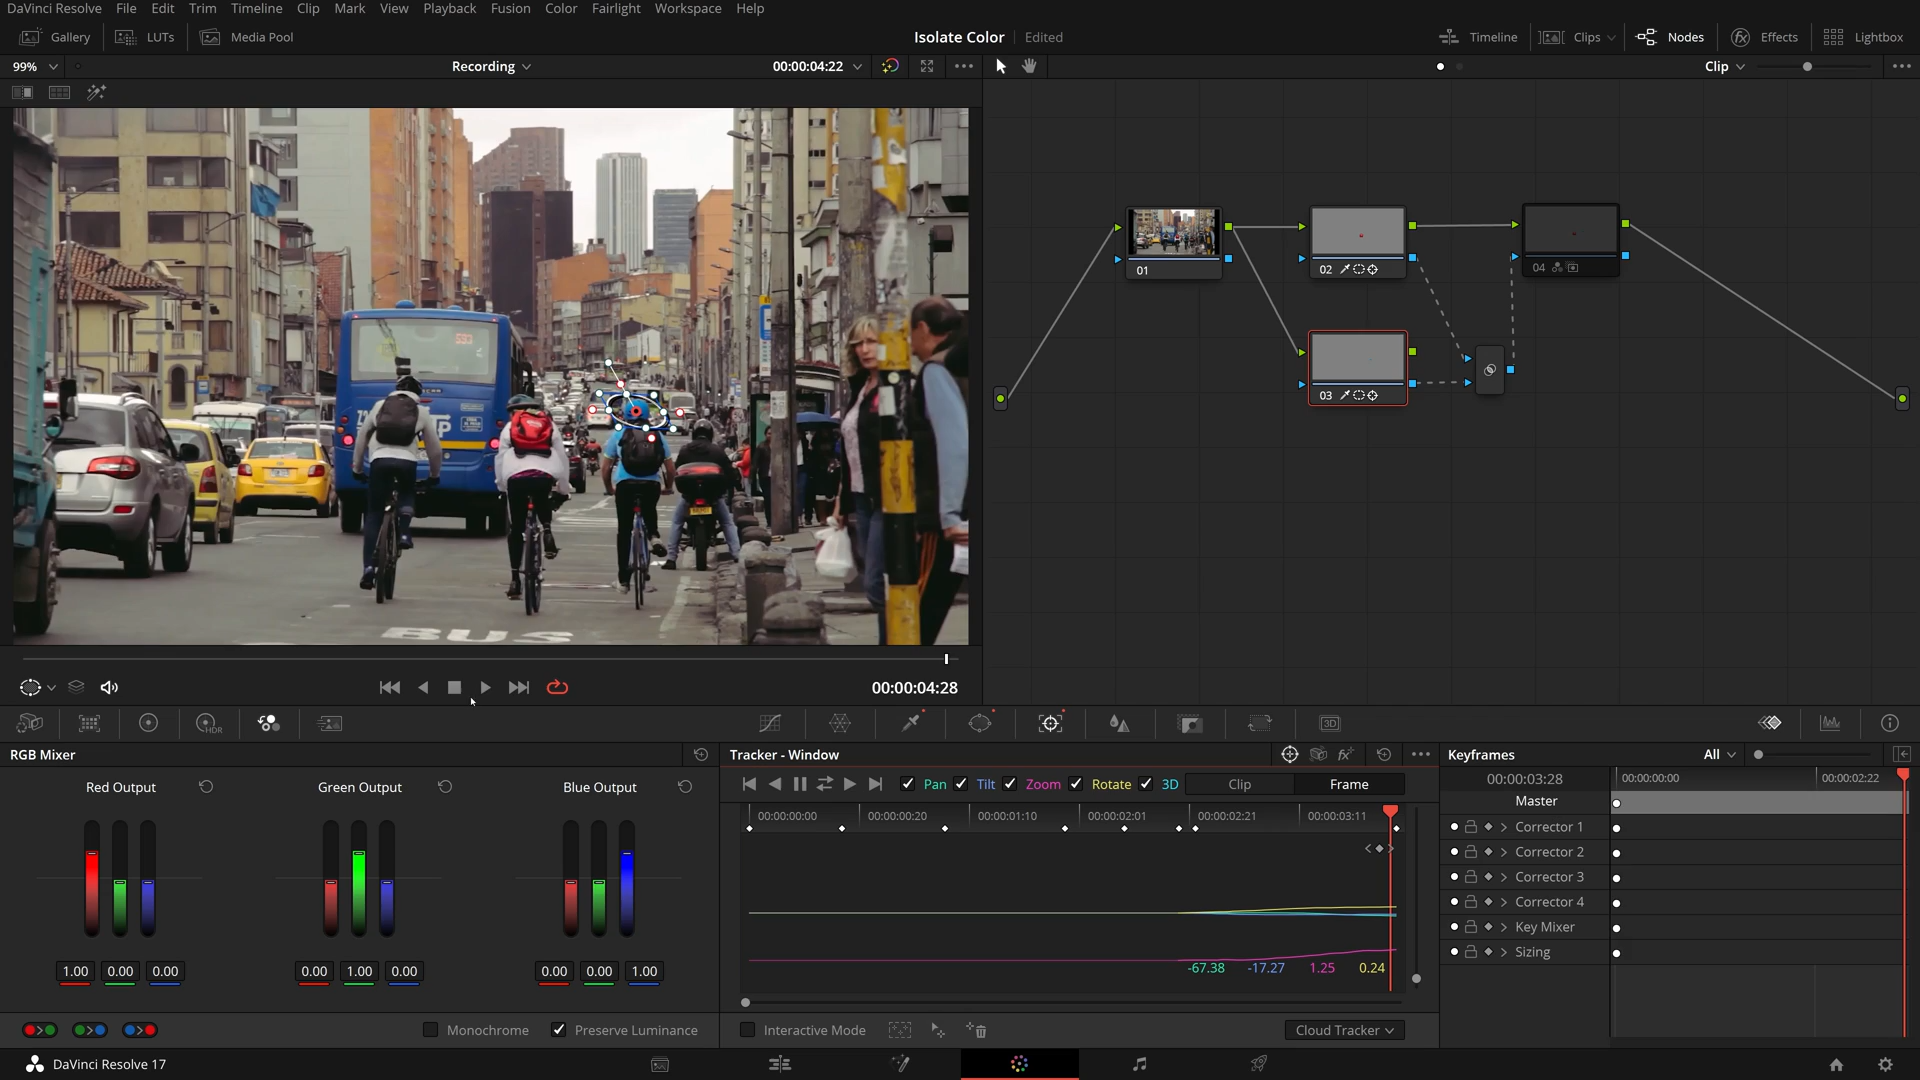 DaVinci Resolve File Edit Trim Timeline Clip Mark View Playback Fusion Color Fairlight Workspace Help
Gallery LUTs Media Pool Isolate Color Edited Timeline Clips Nodes Effects Lightbox
99% Recording 00:00:04:22 Clip
01
02
04
03
BUS
00:00:04:28
HDR
3D
RGB Mixer
Red Output Green Output Blue Output
1.00 0.00 0.00 0.00 1.00 0.00 0.00 0.00 1.00
Monochrome Preserve Luminance
Tracker - Window
Pan Tilt Zoom Rotate 3D Clip Frame
00:00:00:00 00:00:00:20 00:00:01:10 00:00:02:01 00:00:02:21 00:00:03:11
-67.38 -17.27 1.25 0.24
Interactive Mode Cloud Tracker
Keyframes All
00:00:03:28 00:00:00:00 00:00:02:22
Master
Corrector 1
Corrector 2
Corrector 3
Corrector 4
Key Mixer
Sizing
DaVinci Resolve 17